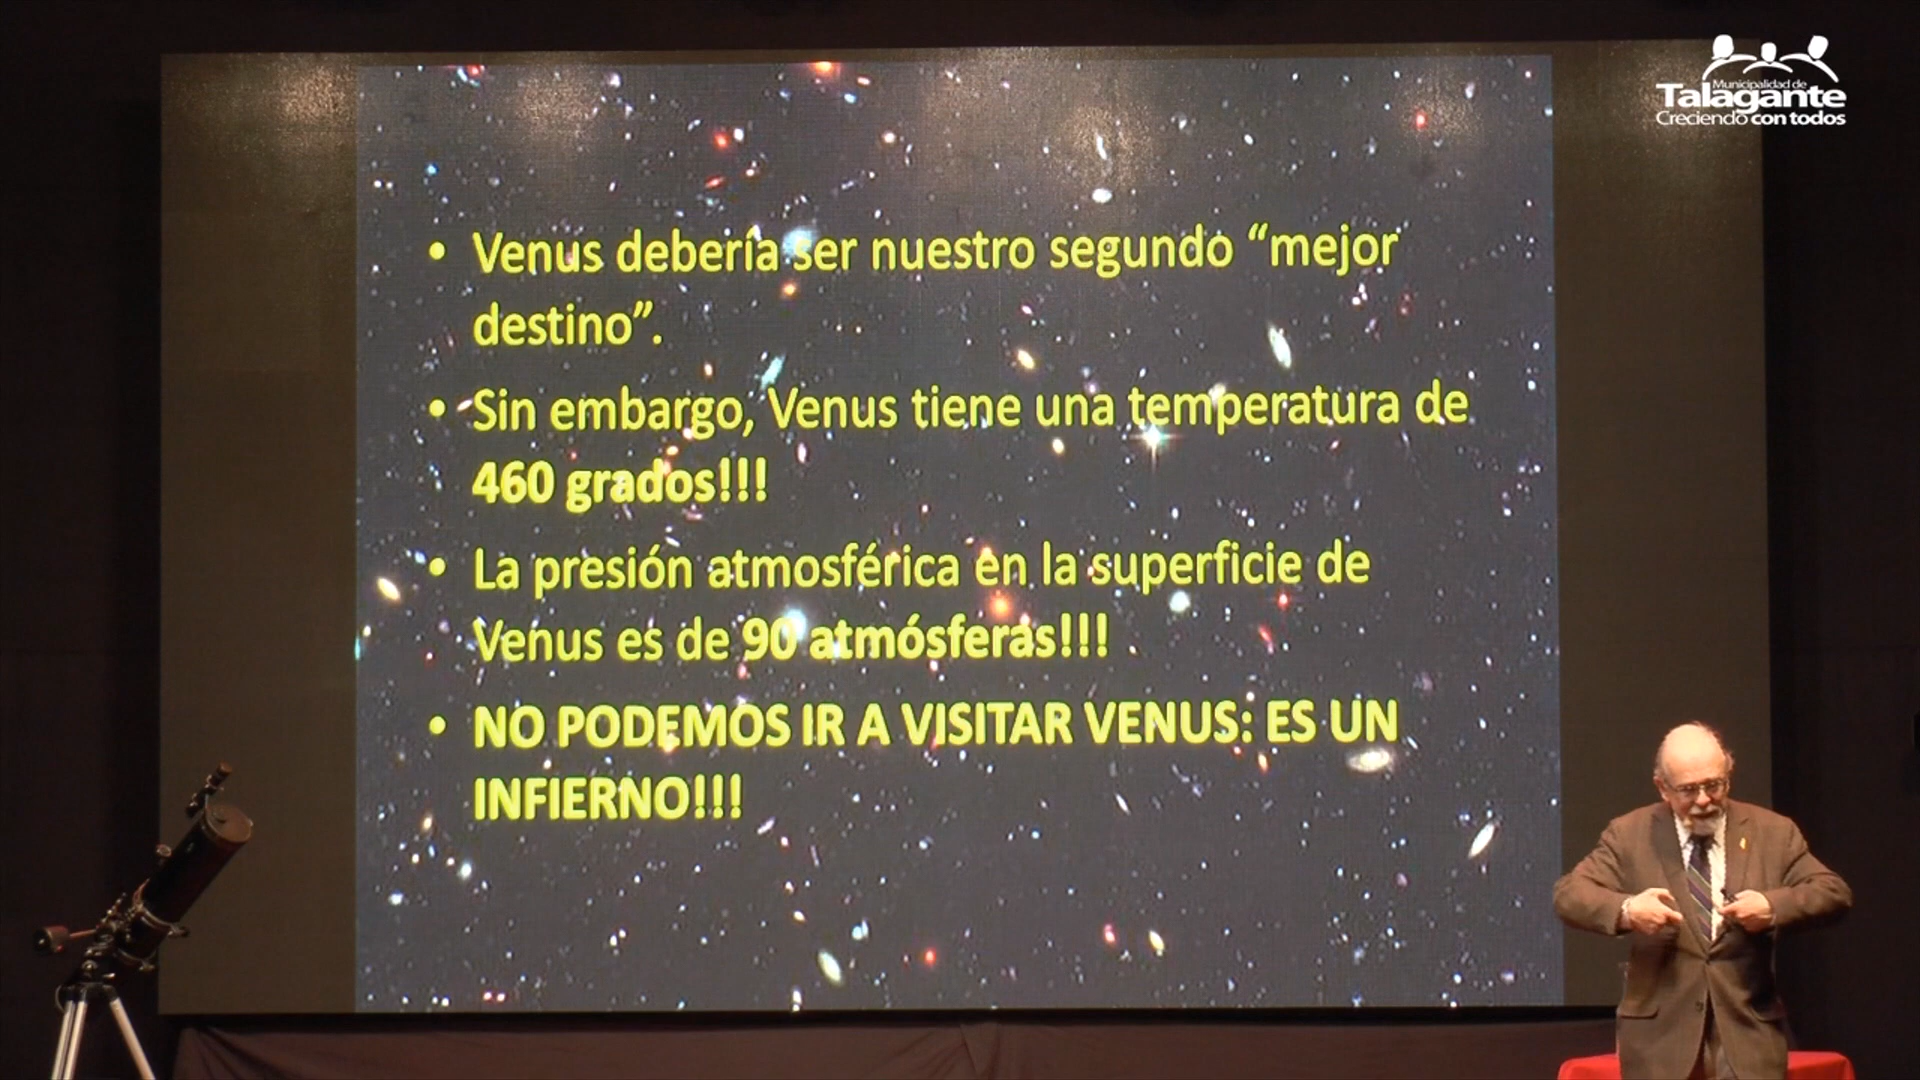 Municipalidad de
Talagante
Creciendo con todos
• Venus debería ser nuestro segundo “mejor
destino”.
• Sin embargo, Venus tiene una temperatura de
460 grados!!!
• La presión atmosférica en la superficie de
Venus es de 90 atmósferas!!!
• NO PODEMOS IR A VISITAR VENUS: ES UN
INFIERNO!!!